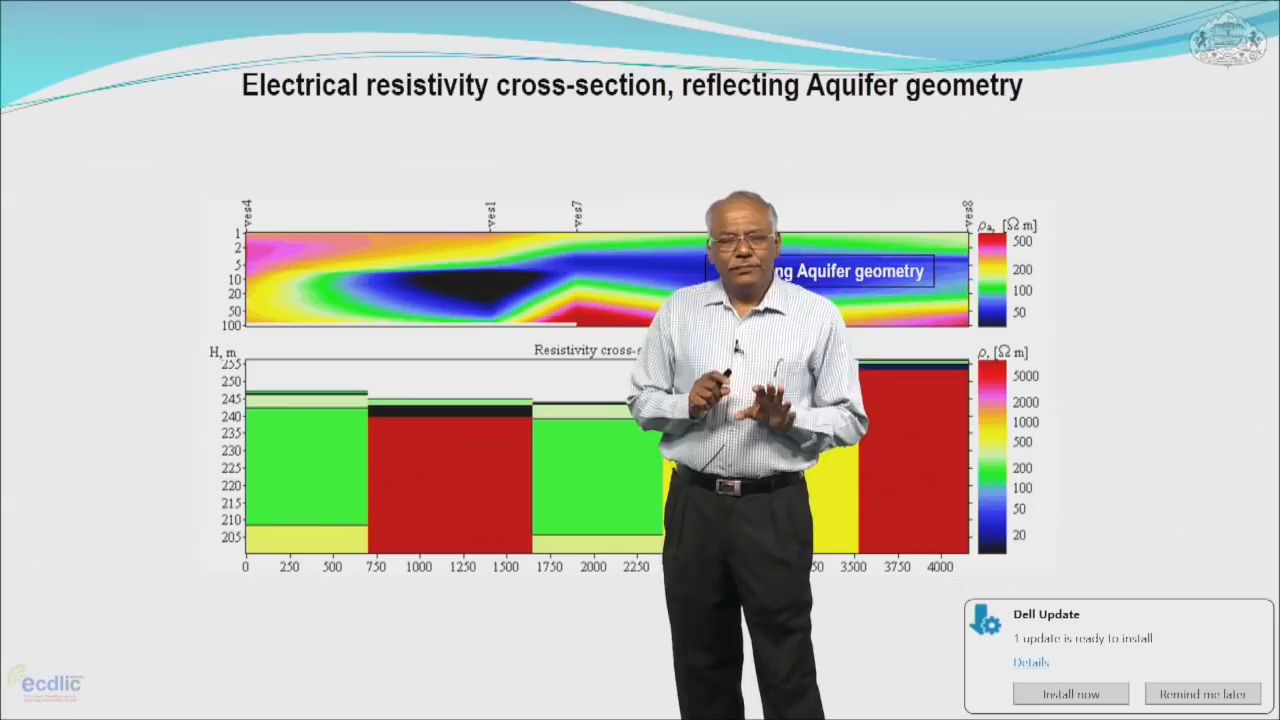 Electrical resistivity cross-section, reflecting Aquifer geometry
ves4
ves1
ves7
ves8
ρa, [Ω m]
1
2
5
10
20
50
100
500
200
100
50
ng Aquifer geometry
H, m
Resistivity cross-s
ρ, [Ω m]
255
250
245
240
235
230
225
220
215
210
205
5000
2000
1000
500
200
100
50
20
0 250 500 750 1000 1250 1500 1750 2000 2250 50 3500 3750 4000
Dell Update
1 update is ready to install
Details
Install now Remind me later
ecdlic